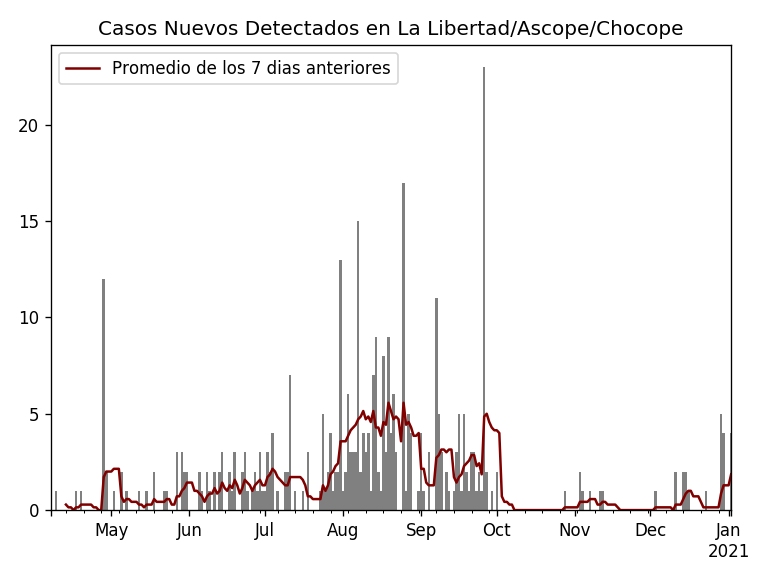 Casos Nuevos Detectados en La Libertad/Ascope/Chocope
Promedio de los 7 dias anteriores
20
15
10
5
0
May Jun Jul Aug Sep Oct Nov Dec Jan
2021